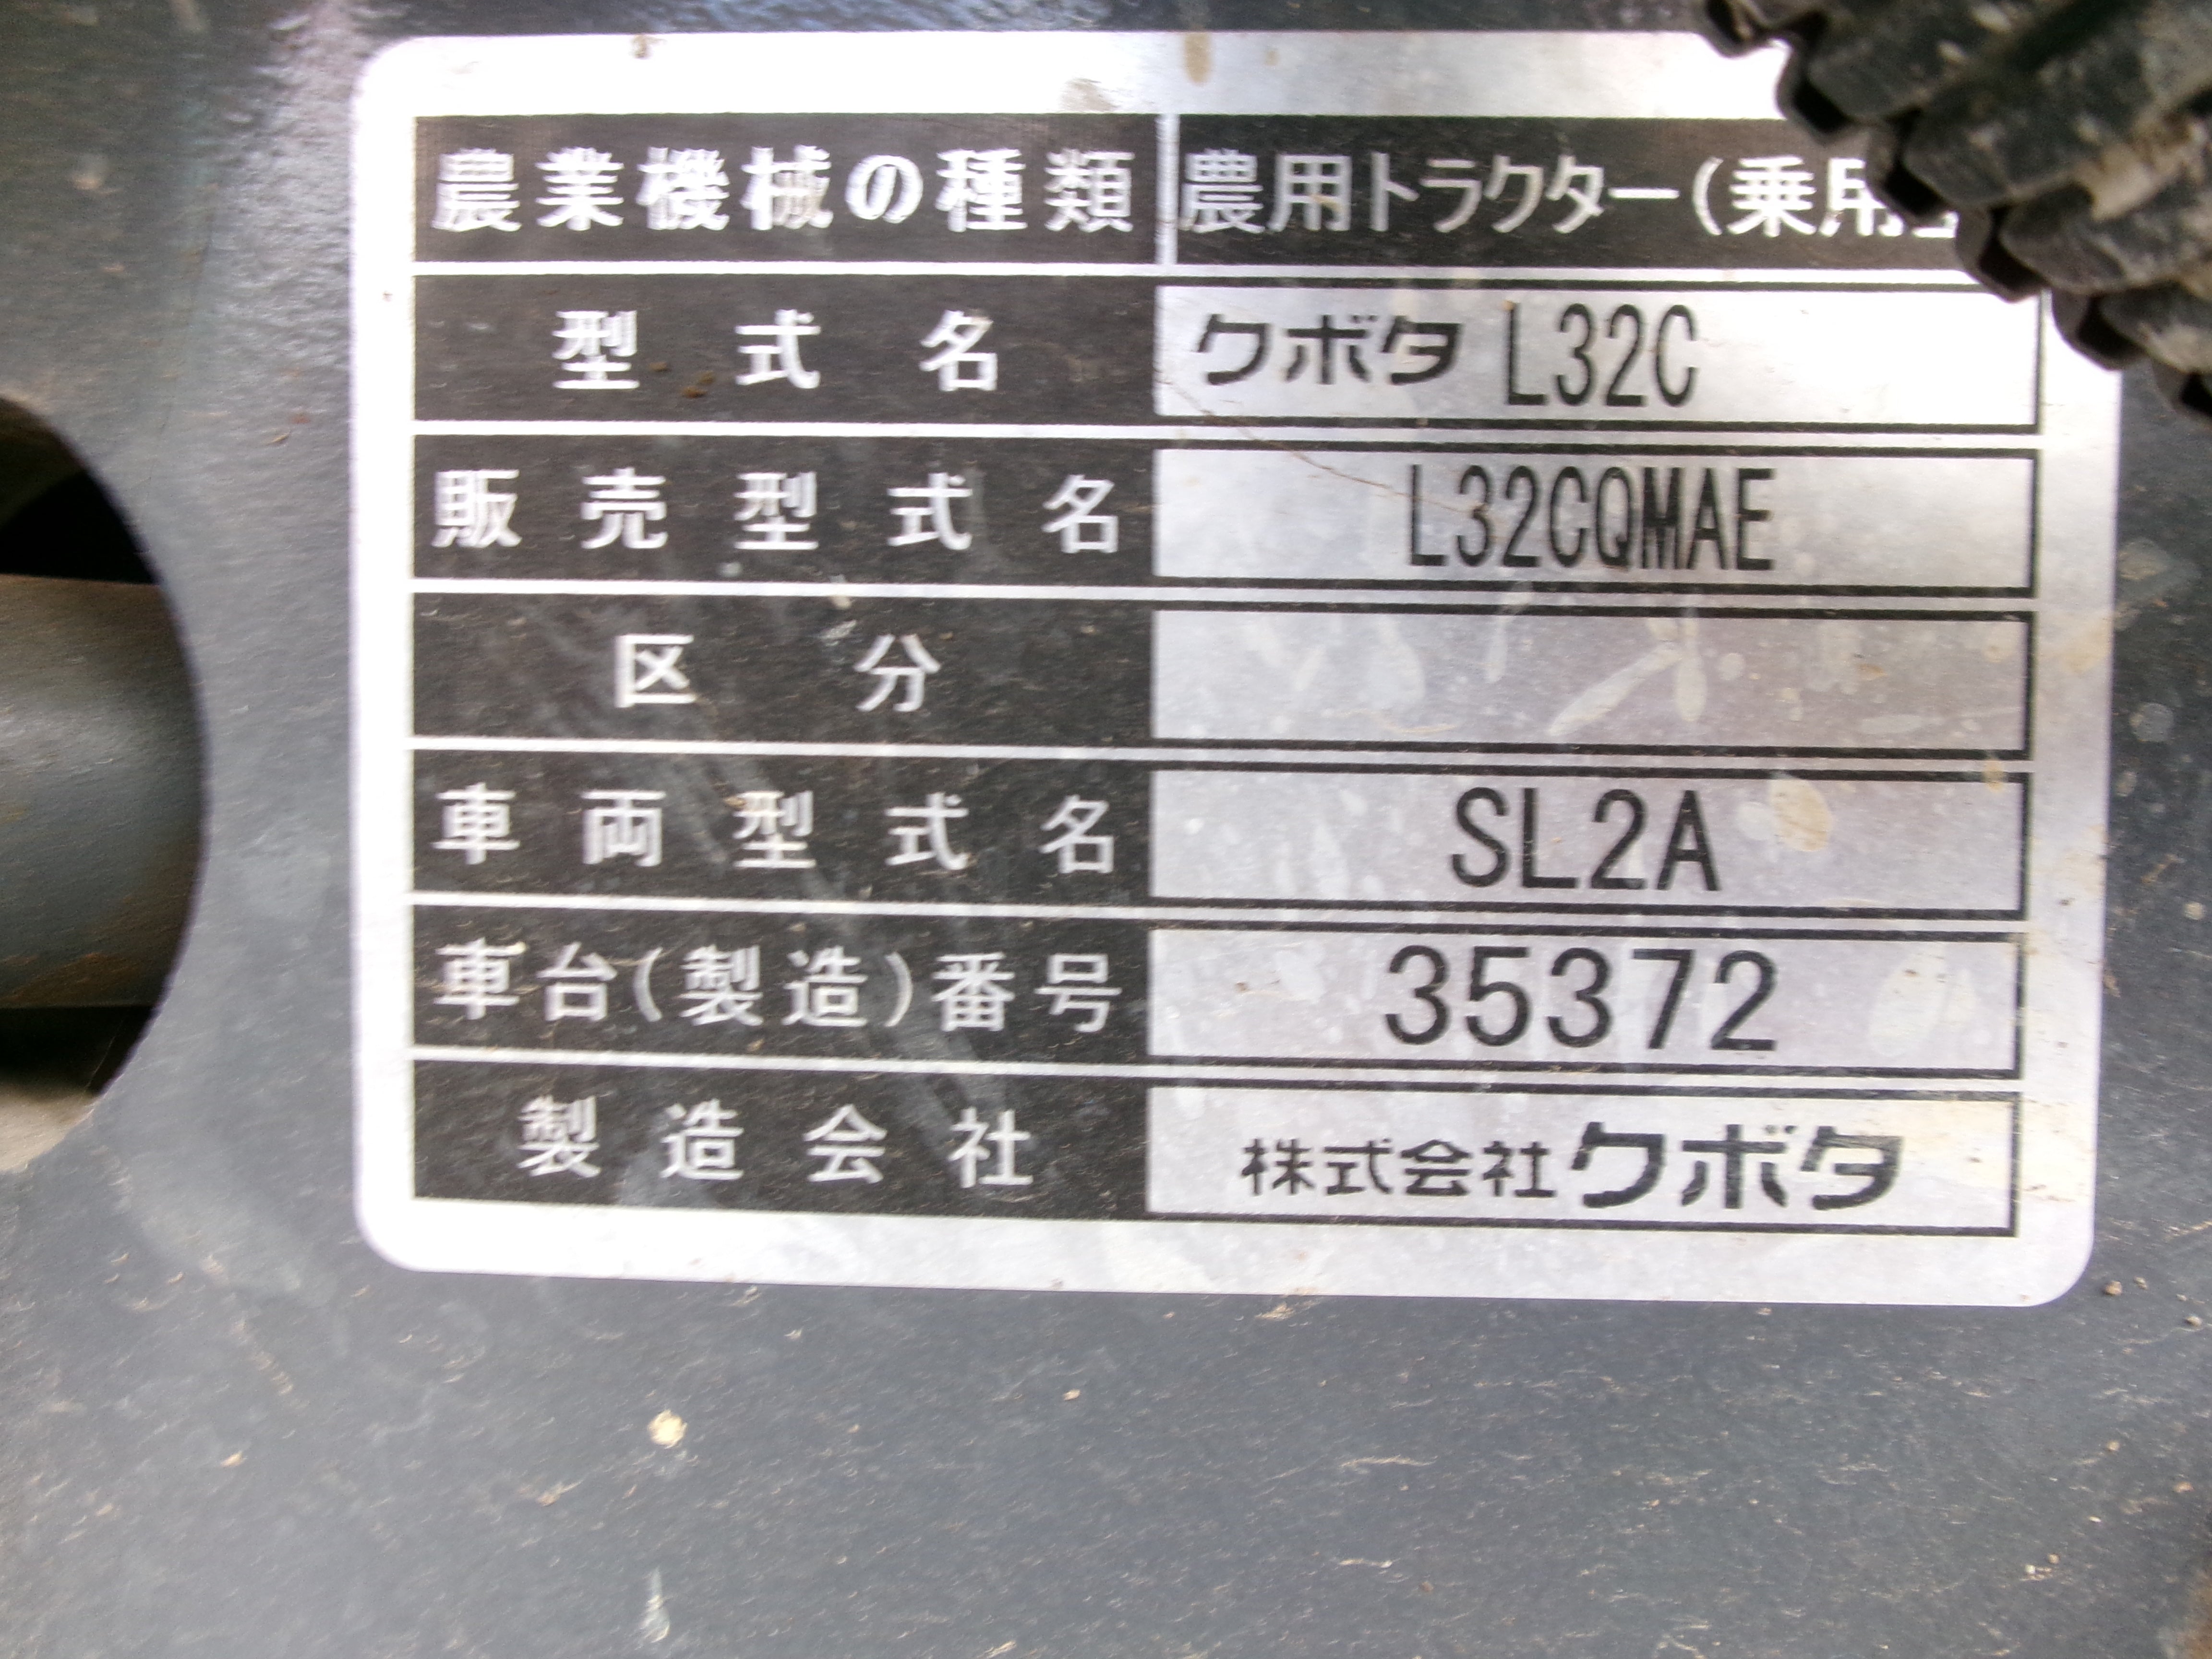 農業機械の種類 農用トラクター(乗用
型式名 クボタ L32C
販売型式名 L32CQMAE
区分
車両型式名 SL2A
車台(製造)番号 35372
製造会社 株式会社クボタ